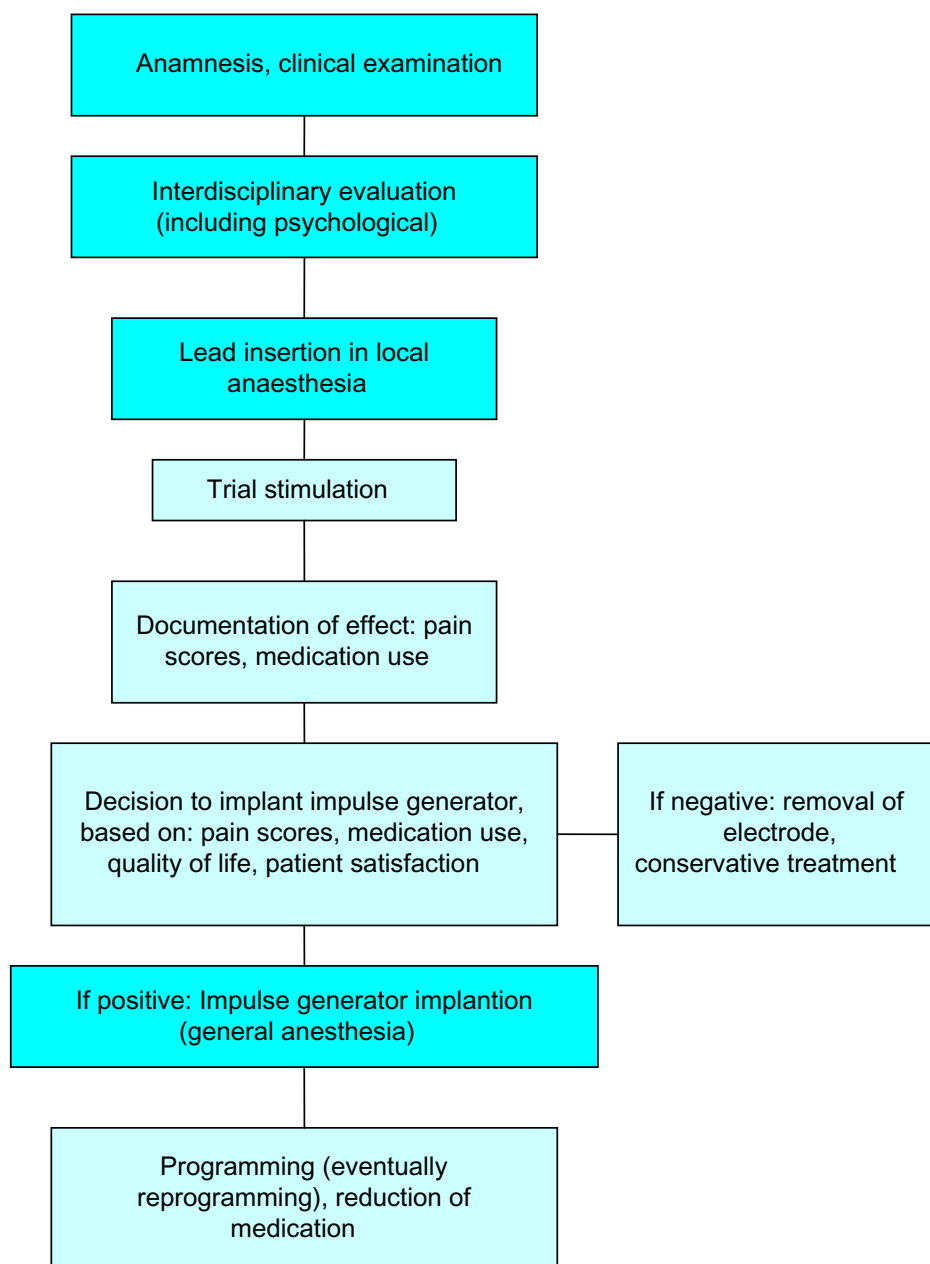 Anamnesis, clinical examination
Interdisciplinary evaluation
(including psychological)
Lead insertion in local
anaesthesia
Trial stimulation
Documentation of effect: pain
scores, medication use
Decision to implant impulse generator,
based on: pain scores, medication use,
quality of life, patient satisfaction
If negative: removal of
electrode,
conservative treatment
If positive: Impulse generator implantion
(general anesthesia)
Programming (eventually
reprogramming), reduction of
medication